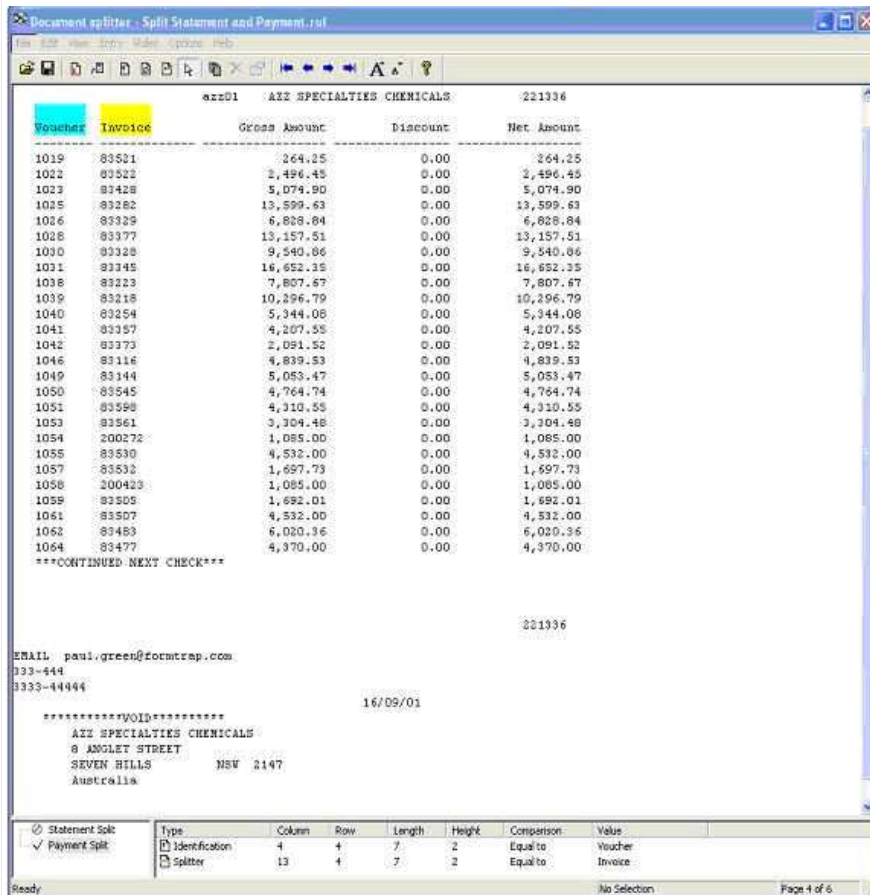 Document splitter - Split Statement and Payment.ruf
File Edit View Entry Rules Options Help
azz01 AZZ SPECIALTIES CHEMICALS 221336
Voucher Invoice Gross Amount Discount Net Amount
1019 83521 264.25 0.00 264.25
1022 83522 2,496.45 0.00 2,496.45
1023 83428 5,074.90 0.00 5,074.90
1025 83282 13,599.63 0.00 13,599.63
1026 83329 6,828.84 0.00 6,828.84
1028 83377 13,157.51 0.00 13,157.51
1030 83328 9,540.86 0.00 9,540.86
1031 83345 16,652.35 0.00 16,652.35
1038 83223 7,807.67 0.00 7,807.67
1039 83218 10,296.79 0.00 10,296.79
1040 83254 5,344.08 0.00 5,344.08
1041 83357 4,207.55 0.00 4,207.55
1042 83373 2,091.52 0.00 2,091.52
1046 83116 4,839.53 0.00 4,839.53
1049 83144 5,053.47 0.00 5,053.47
1050 83545 4,764.74 0.00 4,764.74
1051 83598 4,310.55 0.00 4,310.55
1053 83561 3,304.48 0.00 3,304.48
1054 200272 1,085.00 0.00 1,085.00
1055 83530 4,532.00 0.00 4,532.00
1057 83532 1,697.73 0.00 1,697.73
1058 200423 1,085.00 0.00 1,085.00
1059 83505 1,692.01 0.00 1,692.01
1061 83507 4,532.00 0.00 4,532.00
1062 83483 6,020.36 0.00 6,020.36
1064 83477 4,370.00 0.00 4,370.00
***CONTINUED NEXT CHECK***
221336
EMAIL paul.green@formtrap.com
333-444
3333-44444
16/09/01
***********VOID**********
AZZ SPECIALTIES CHEMICALS
8 ANGLET STREET
SEVEN HILLS NSW 2147
Australia
Statement Split
Payment Split
Type Column Row Length Height Comparison Value
Identification 4 4 7 2 Equal to Voucher
Splitter 13 4 7 2 Equal to Invoice
Ready No Selection Page 4 of 6